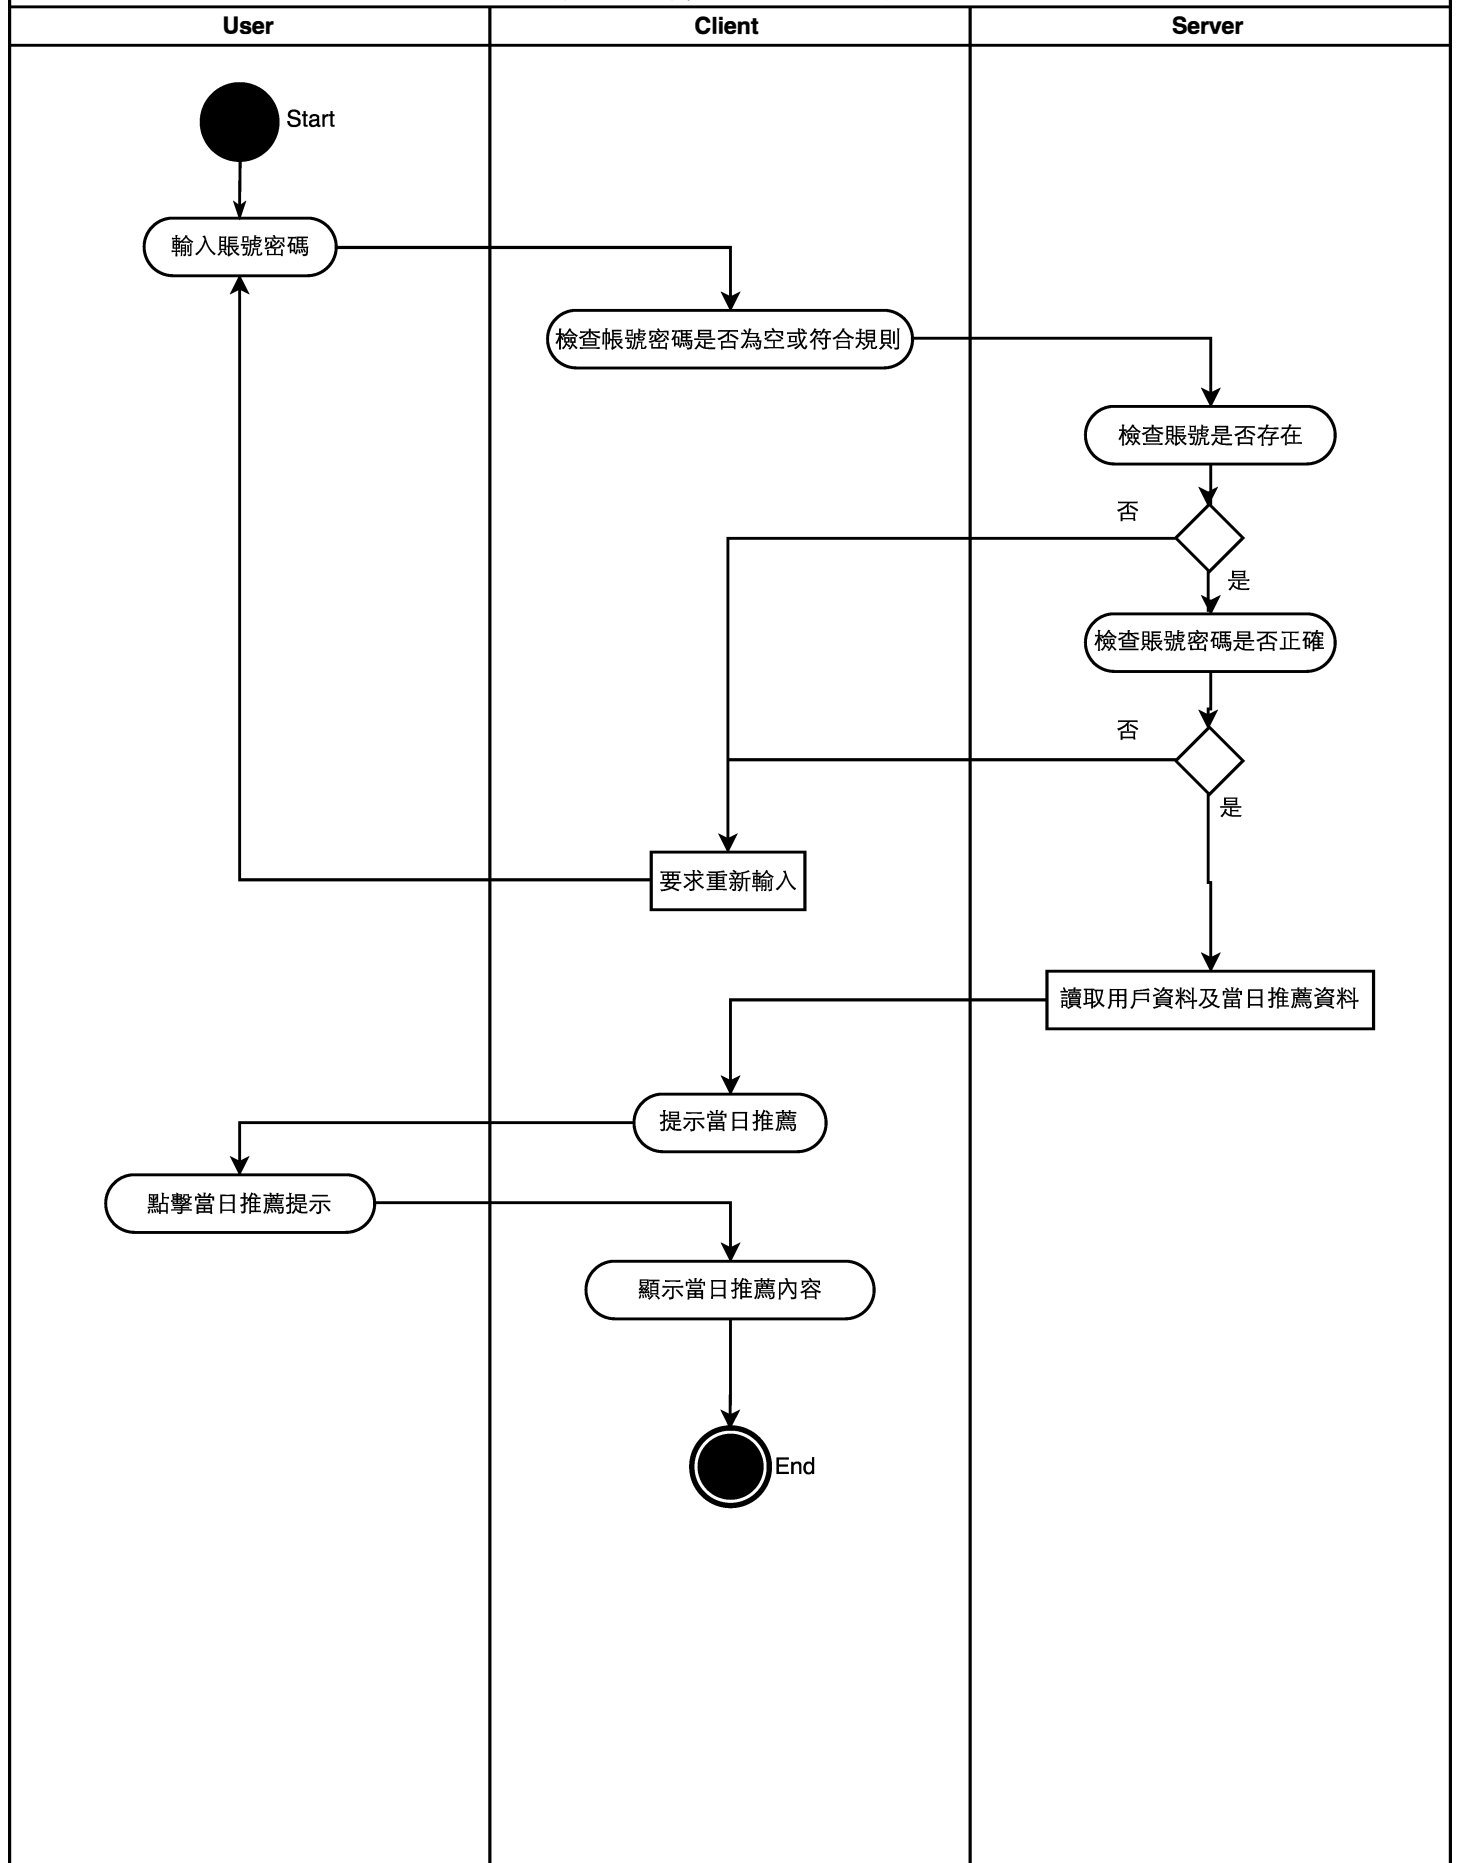 User
Client
Server
Start
輸入賬號密碼
檢查帳號密碼是否為空或符合規則
檢查賬號是否存在
否
是
檢查賬號密碼是否正確
否
是
要求重新輸入
讀取用戶資料及當日推薦資料
提示當日推薦
點擊當日推薦提示
顯示當日推薦內容
End